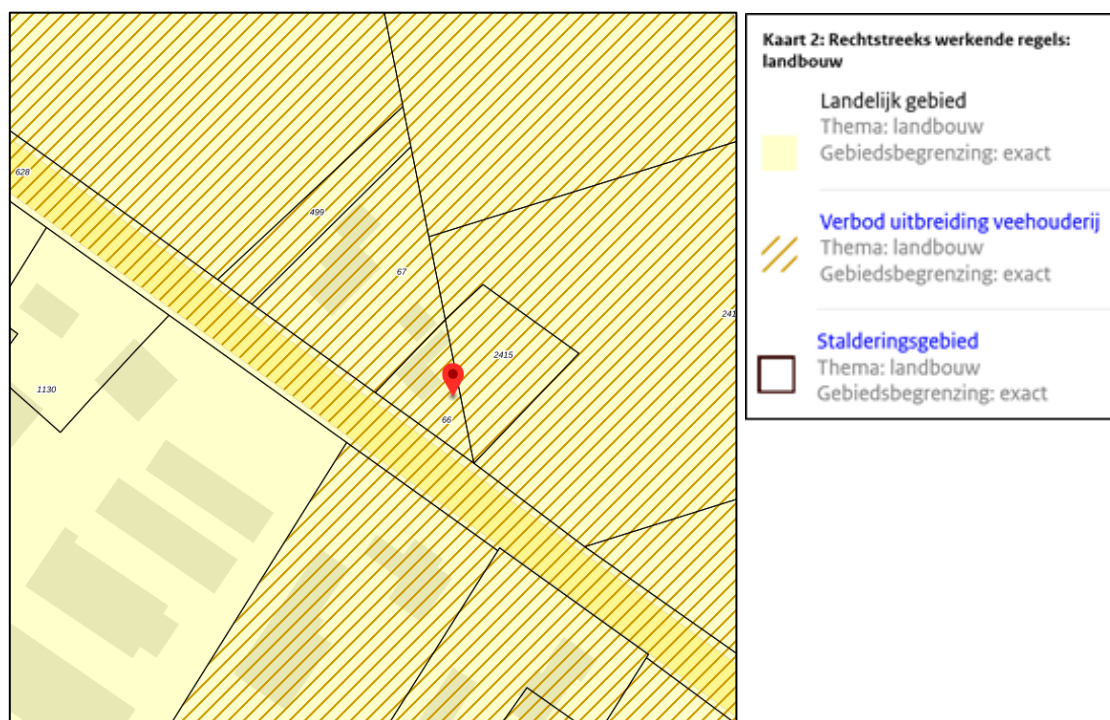 628
499
67
241
2415
66
1130
Kaart 2: Rechtstreeks werkende regels:
landbouw
Landelijk gebied
Thema: landbouw
Gebiedsbegrenzing: exact
Verbod uitbreiding veehouderij
Thema: landbouw
Gebiedsbegrenzing: exact
Stalderingsgebied
Thema: landbouw
Gebiedsbegrenzing: exact